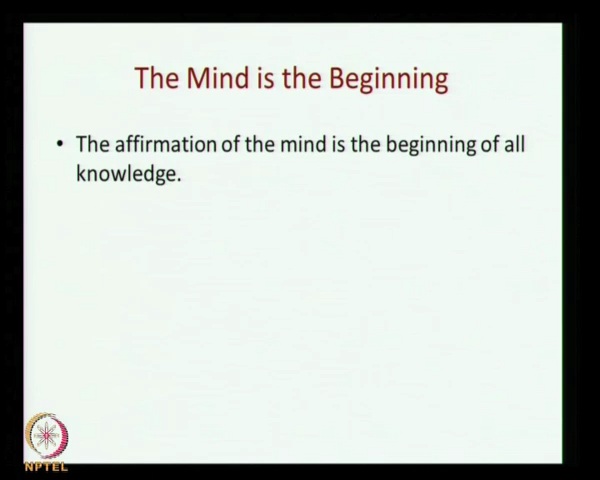 The Mind is the Beginning
• The affirmation of the mind is the beginning of all
knowledge.
NPTEL